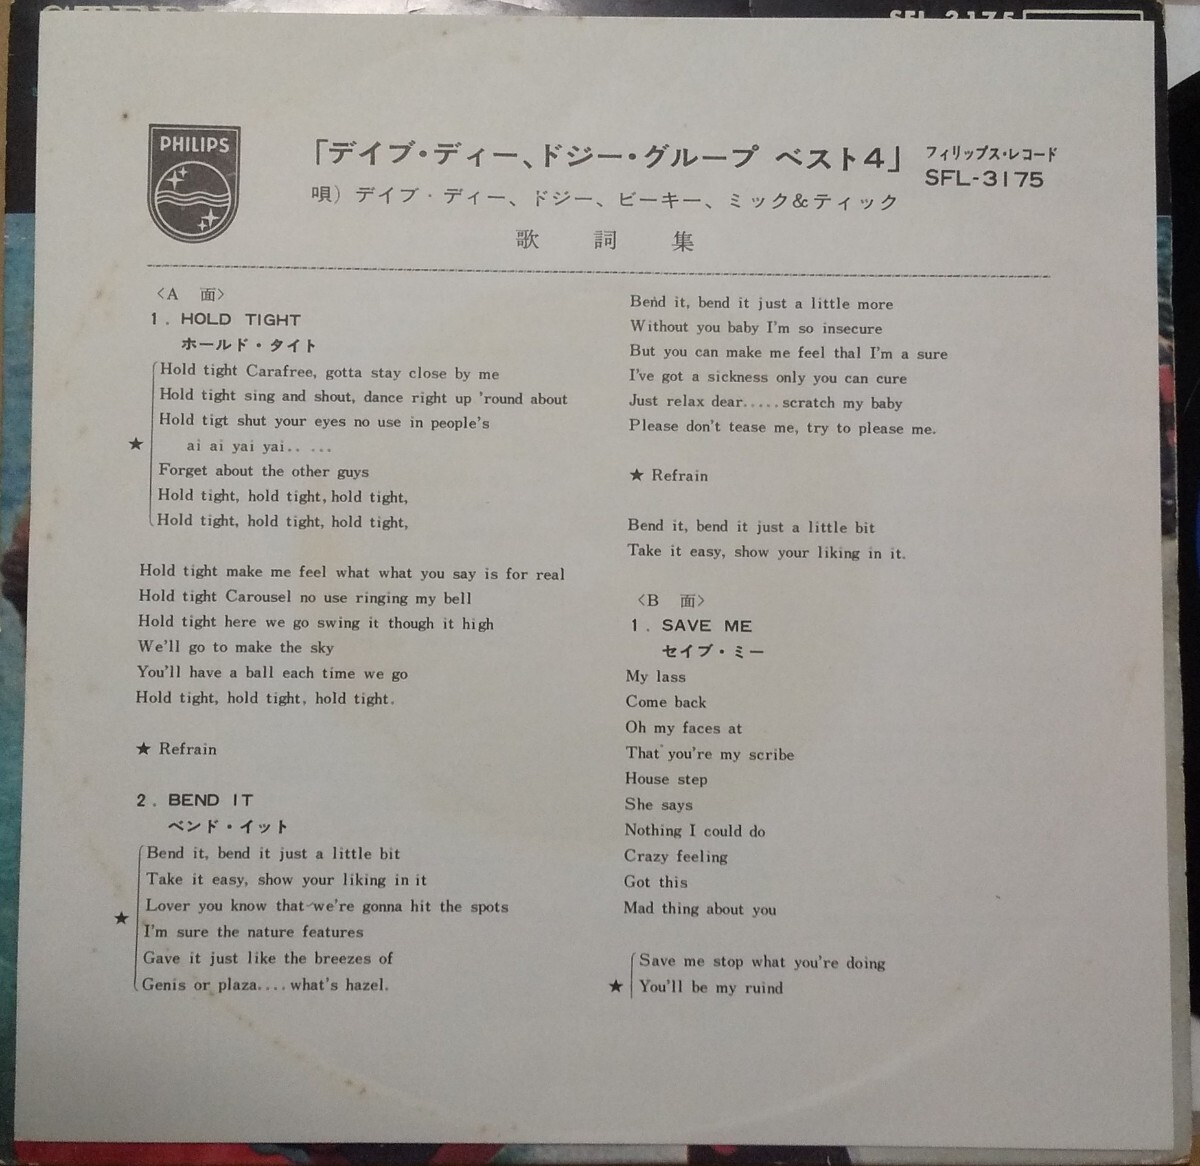 SFL-3175
PHILIPS
「デイブ・ディー、ドジー・グループ ベスト4」
フィリップス・レコード
SFL-3175
唄）デイブ・ディー、ドジー、ビーキー、ミック&ティック
歌 詞 集
〈A 面〉
1. HOLD TIGHT
ホールド・タイト
Hold tight Carafree, gotta stay close by me
Hold tight sing and shout, dance right up 'round about
Hold tigt shut your eyes no use in people's
★
ai ai yai yai.. ...
Forget about the other guys
Hold tight, hold tight, hold tight,
Hold tight, hold tight, hold tight,
Hold tight make me feel what what you say is for real
Hold tight Carousel no use ringing my bell
Hold tight here we go swing it though it high
We'll go to make the sky
You'll have a ball each time we go
Hold tight, hold tight, hold tight.
★ Refrain
2. BEND IT
ベンド・イット
Bend it, bend it just a little bit
Take it easy, show your liking in it
Lover you know that we're gonna hit the spots
★
I'm sure the nature features
Gave it just like the breezes of
Genis or plaza.... what's hazel.
Bend it, bend it just a little more
Without you baby I'm so insecure
But you can make me feel thal I'm a sure
I've got a sickness only you can cure
Just relax dear..... scratch my baby
Please don't tease me, try to please me.
★ Refrain
Bend it, bend it just a little bit
Take it easy, show your liking in it.
〈B 面〉
1. SAVE ME
セイブ・ミー
My lass
Come back
Oh my faces at
That you're my scribe
House step
She says
Nothing I could do
Crazy feeling
Got this
Mad thing about you
Save me stop what you're doing
★ You'll be my ruind